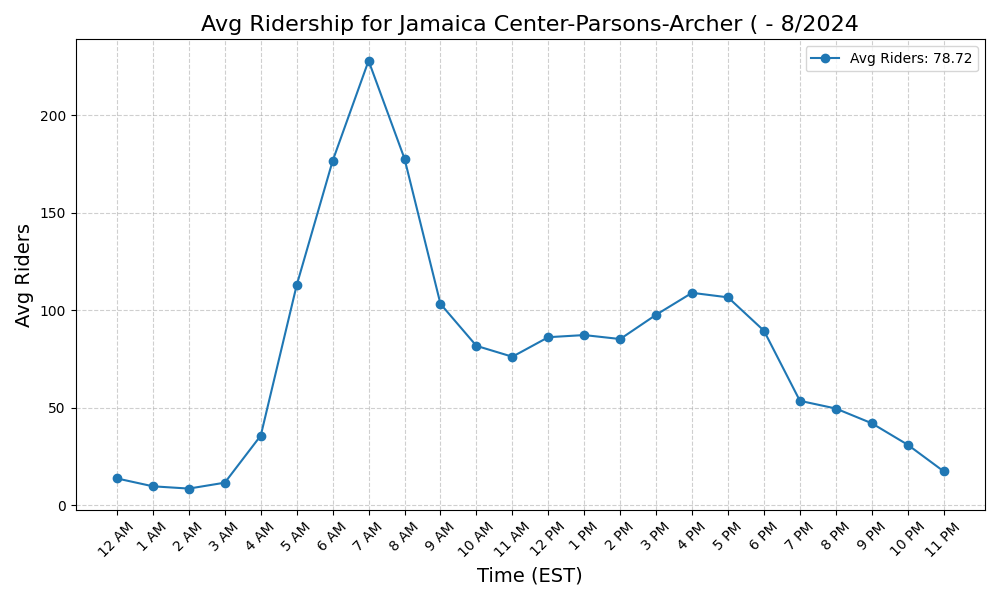 Avg Ridership for Jamaica Center-Parsons-Archer ( - 8/2024
Avg Riders: 78.72
Avg Riders
200
150
100
50
0
12 AM 1 AM 2 AM 3 AM 4 AM 5 AM 6 AM 7 AM 8 AM 9 AM 10 AM 11 AM 12 PM 1 PM 2 PM 3 PM 4 PM 5 PM 6 PM 7 PM 8 PM 9 PM 10 PM 11 PM
Time (EST)